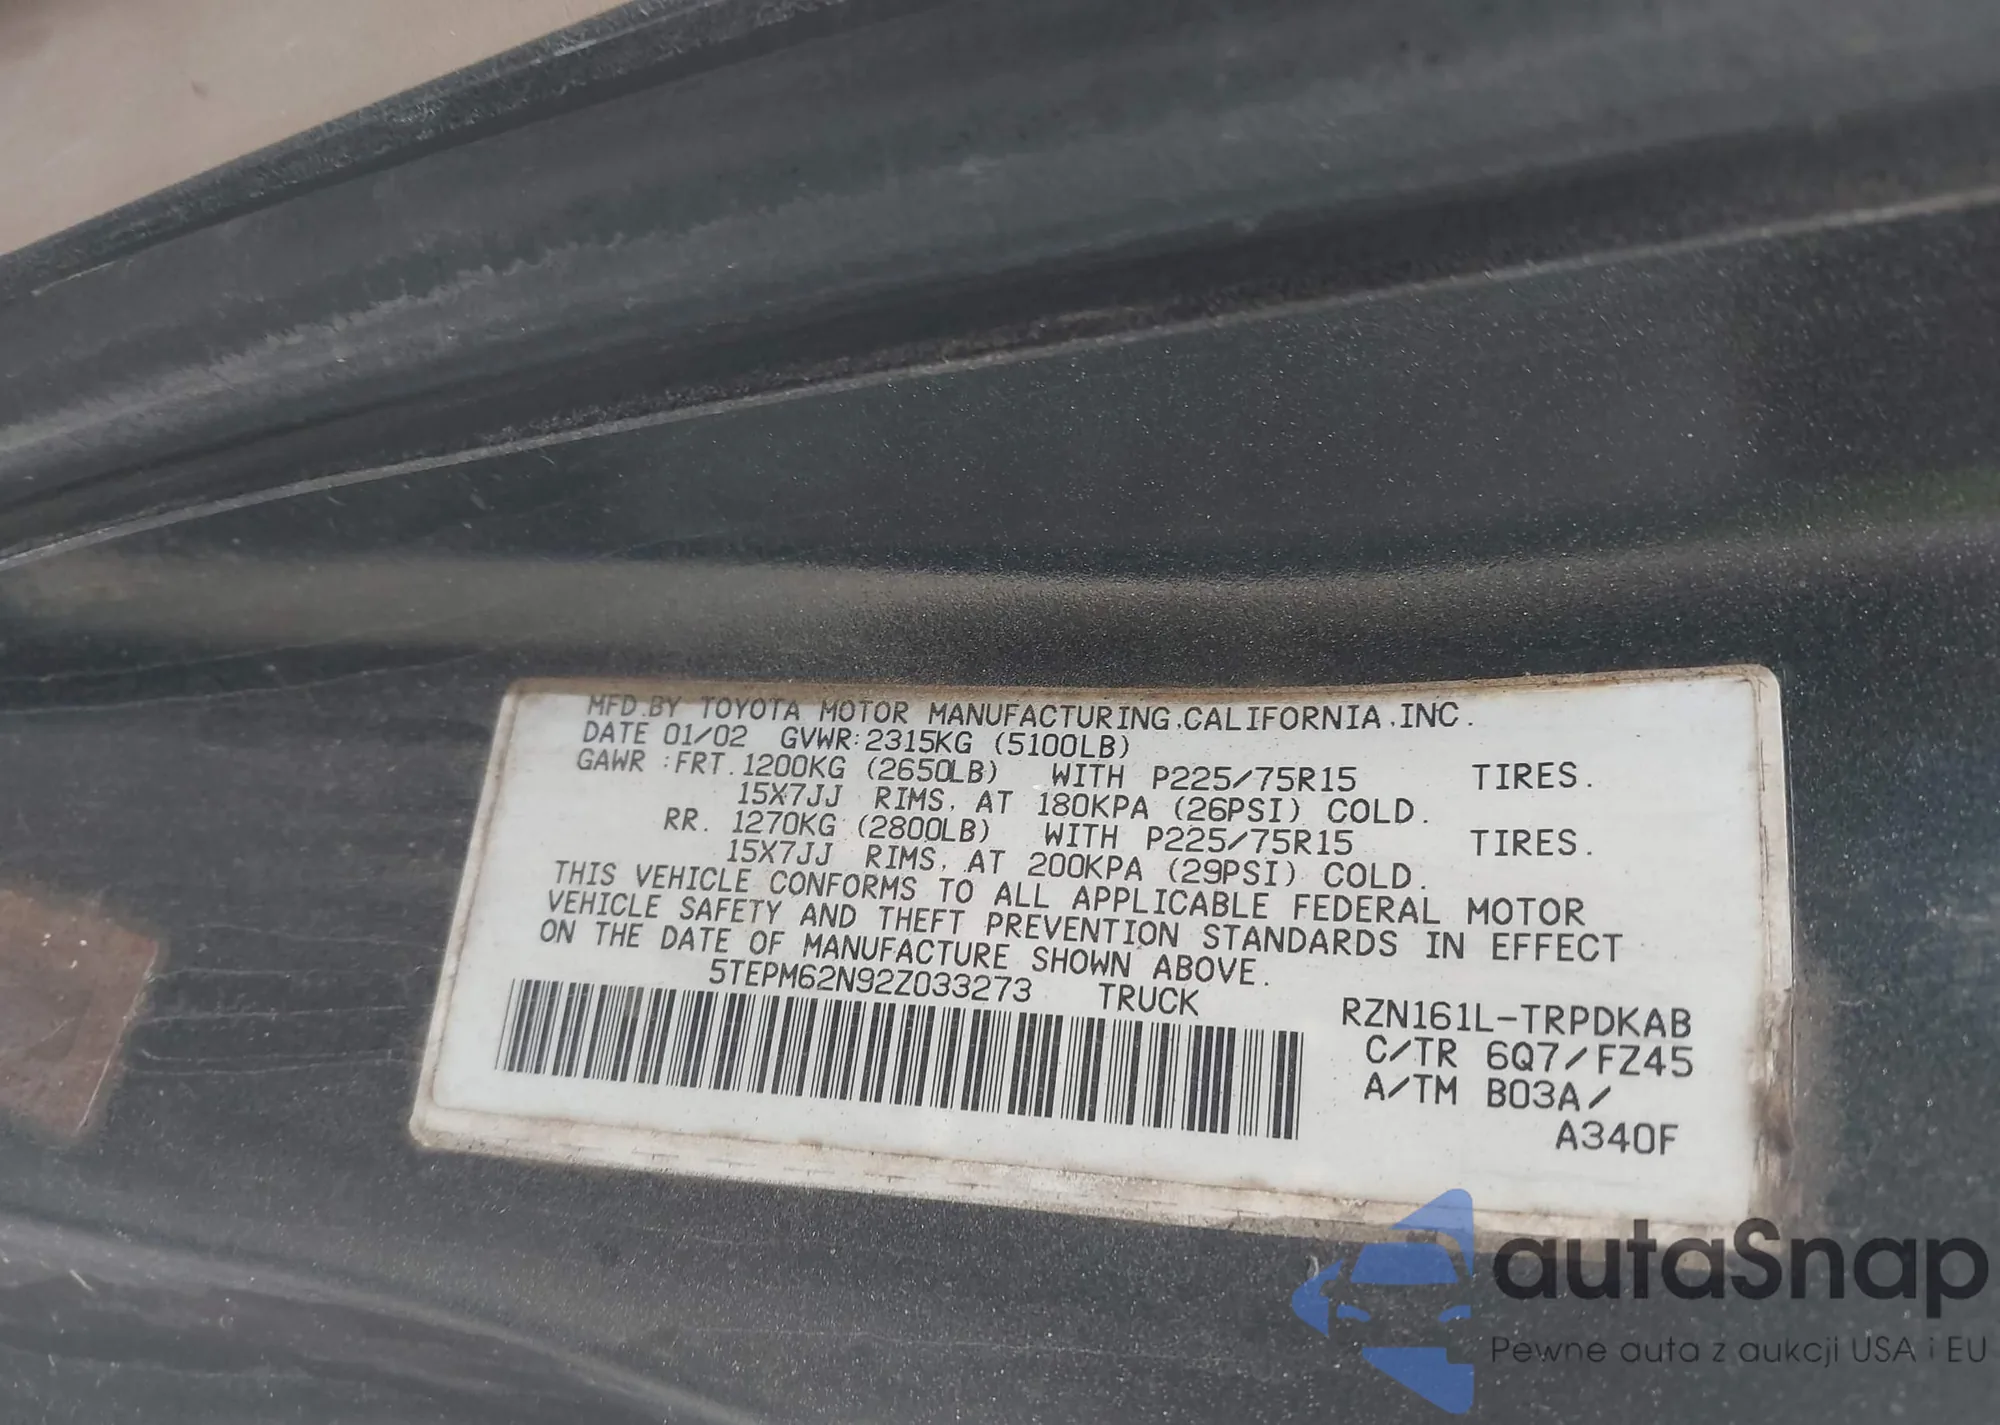 MFD.BY TOYOTA MOTOR MANUFACTURING.CALIFORNIA.INC.
DATE 01/02 GVWR:2315KG (5100LB)
GAWR :FRT.1200KG (2650LB) WITH P225/75R15 TIRES.
15X7JJ RIMS, AT 180KPA (26PSI) COLD.
RR. 1270KG (2800LB) WITH P225/75R15 TIRES.
15X7JJ RIMS, AT 200KPA (29PSI) COLD.
THIS VEHICLE CONFORMS TO ALL APPLICABLE FEDERAL MOTOR
VEHICLE SAFETY AND THEFT PREVENTION STANDARDS IN EFFECT
ON THE DATE OF MANUFACTURE SHOWN ABOVE.
5TEPM62N92Z033273 TRUCK
RZN161L-TRPDKAB
C/TR 6Q7/FZ45
A/TM B03A/
A340F
autaSnap
Pewne auta z aukcji USA i EU